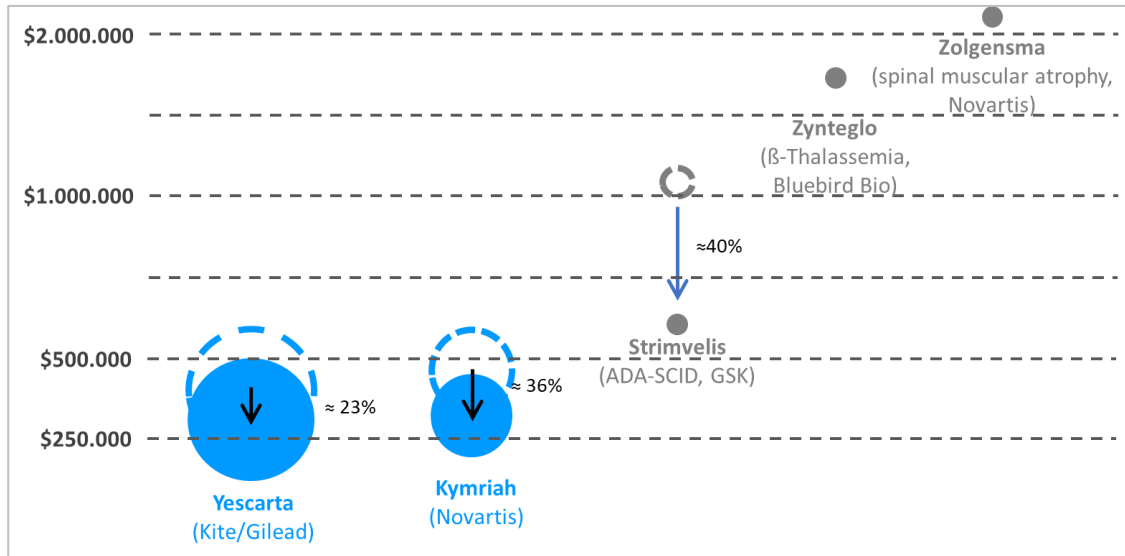 $2.000.000
Zolgensma
(spinal muscular atrophy,
Novartis)
Zynteglo
(ß-Thalassemia,
Bluebird Bio)
$1.000.000
≈40%
Strimvelis
(ADA-SCID, GSK)
$500.000
≈ 36%
≈ 23%
$250.000
Yescarta
(Kite/Gilead)
Kymriah
(Novartis)